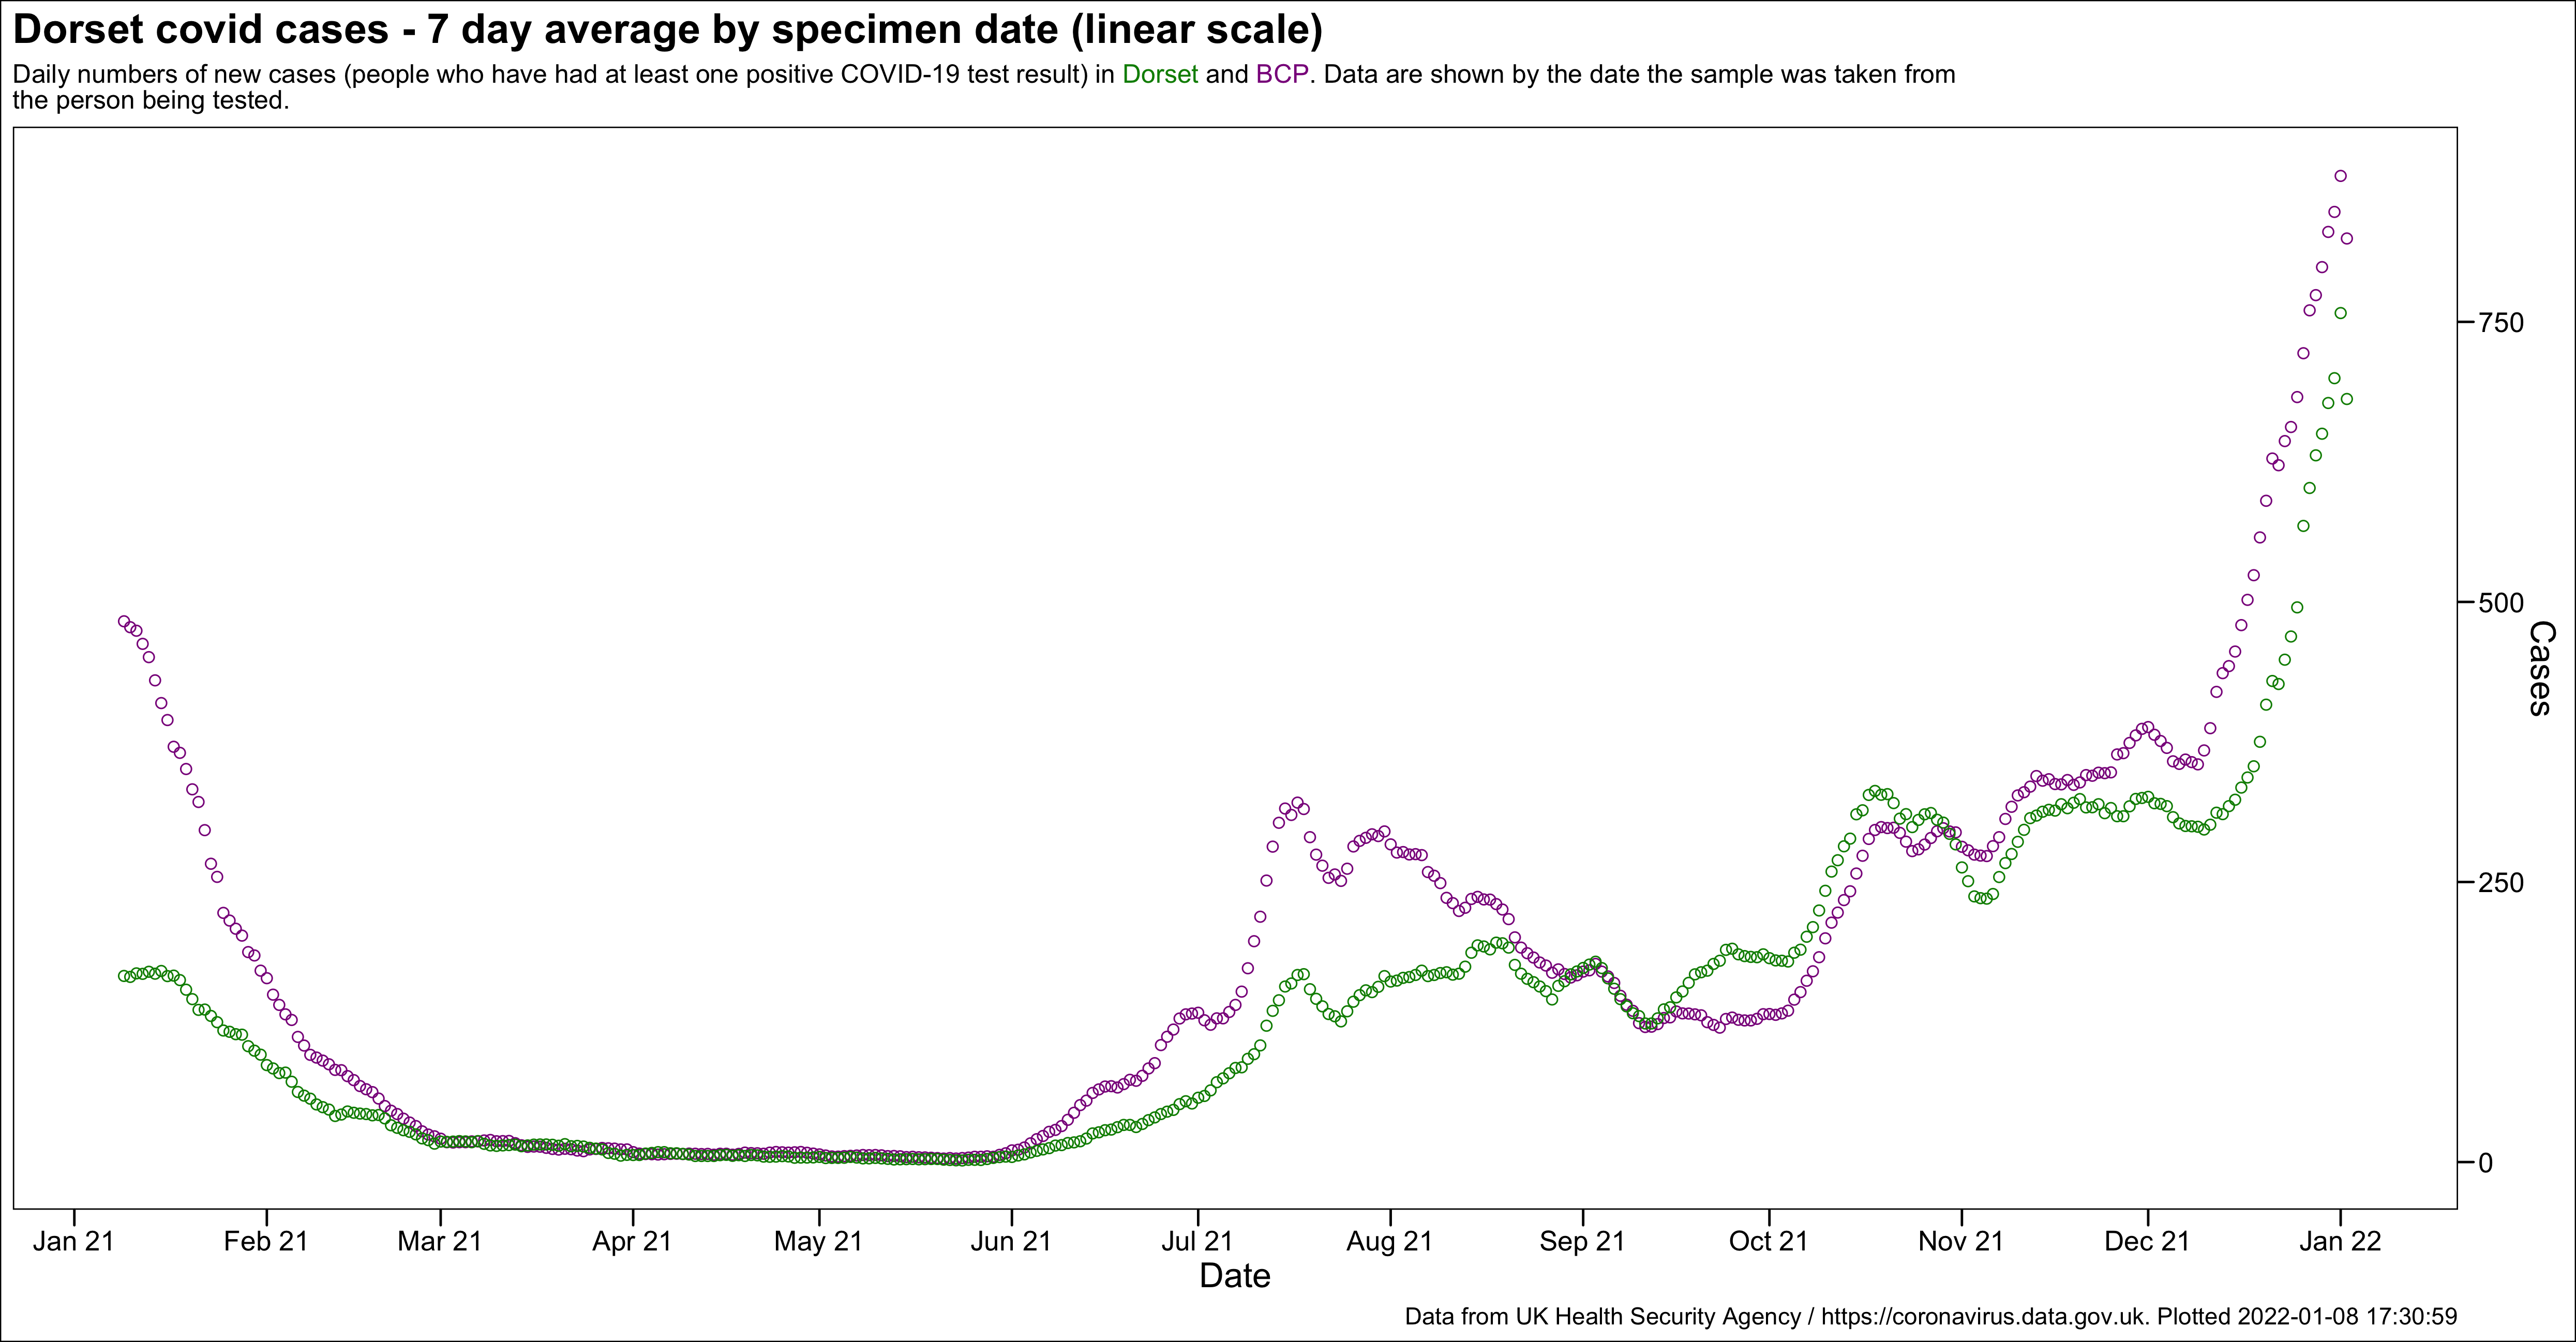 Dorset covid cases - 7 day average by specimen date (linear scale)
Daily numbers of new cases (people who have had at least one positive COVID-19 test result) in Dorset and BCP. Data are shown by the date the sample was taken from
the person being tested.
750
500
250
0
Cases
Jan 21 Feb 21 Mar 21 Apr 21 May 21 Jun 21 Jul 21 Aug 21 Sep 21 Oct 21 Nov 21 Dec 21 Jan 22
Date
Data from UK Health Security Agency / https://coronavirus.data.gov.uk. Plotted 2022-01-08 17:30:59